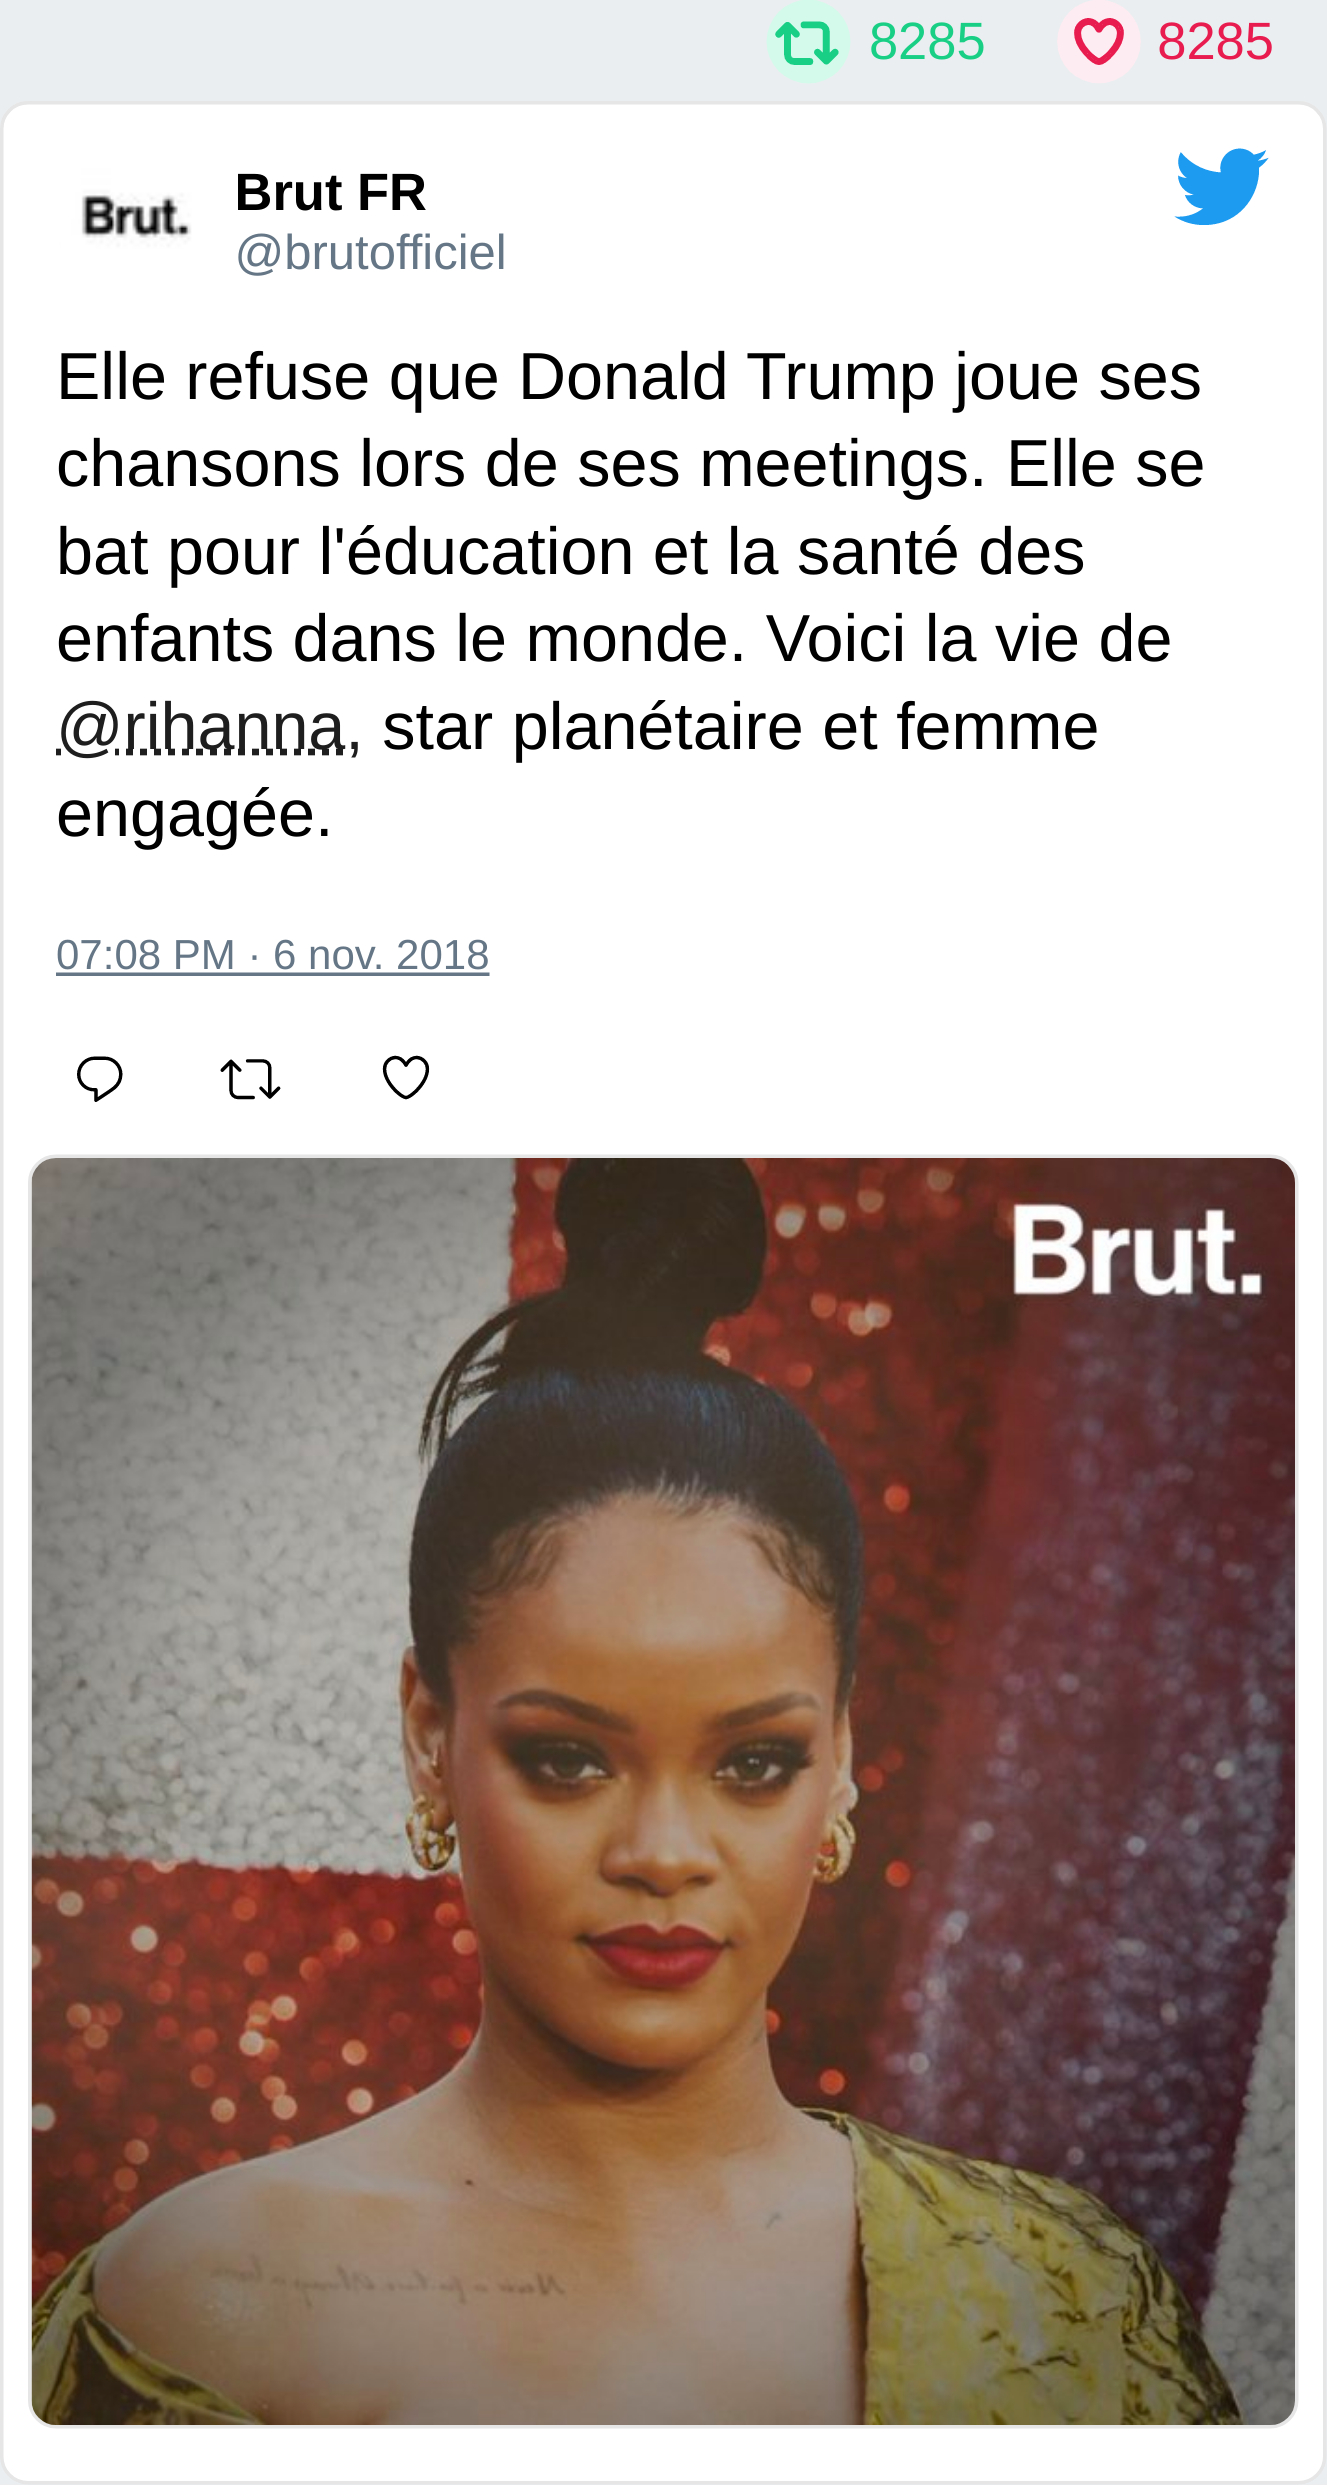 8285 8285
Brut.
Brut FR
@brutofficiel
Elle refuse que Donald Trump joue ses
chansons lors de ses meetings. Elle se
bat pour l'éducation et la santé des
enfants dans le monde. Voici la vie de
@rihanna, star planétaire et femme
engagée.
07:08 PM · 6 nov. 2018
Brut.